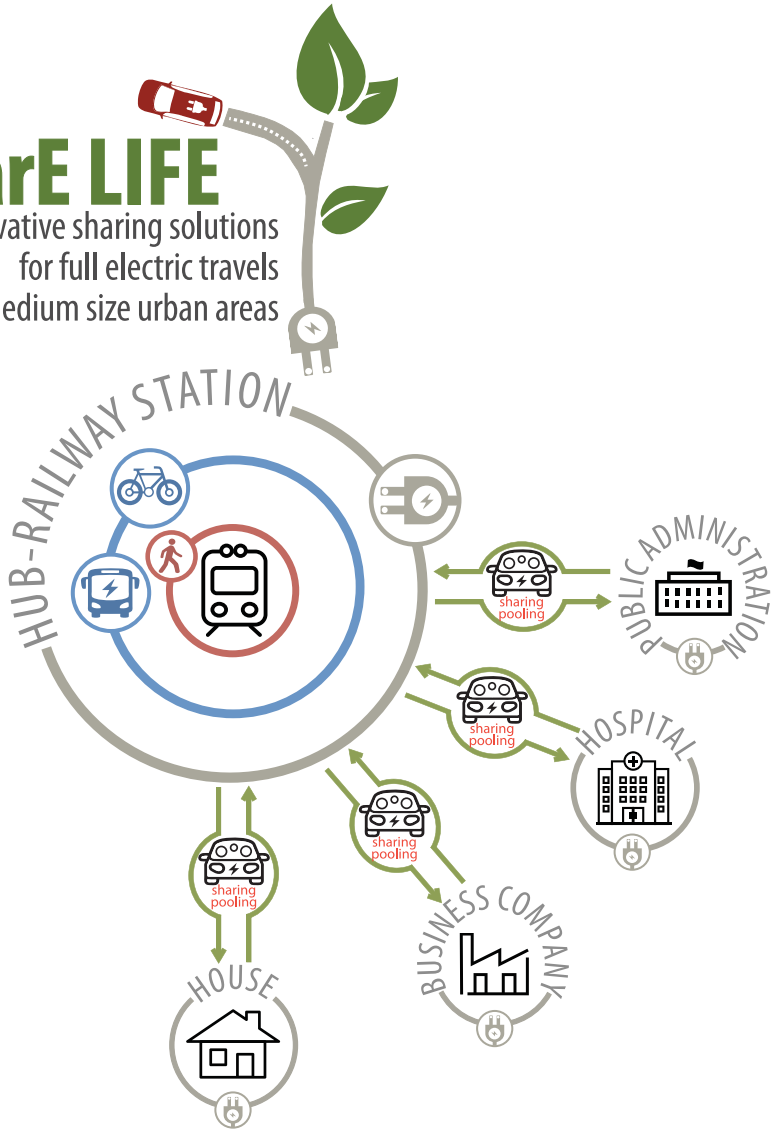 arE LIFE
vative sharing solutions
for full electric travels
edium size urban areas
HUB-RAILWAY STATION
sharing
pooling
PUBLIC ADMINISTRATION
sharing
pooling
HOSPITAL
sharing
pooling
BUSINESS COMPANY
sharing
pooling
HOUSE